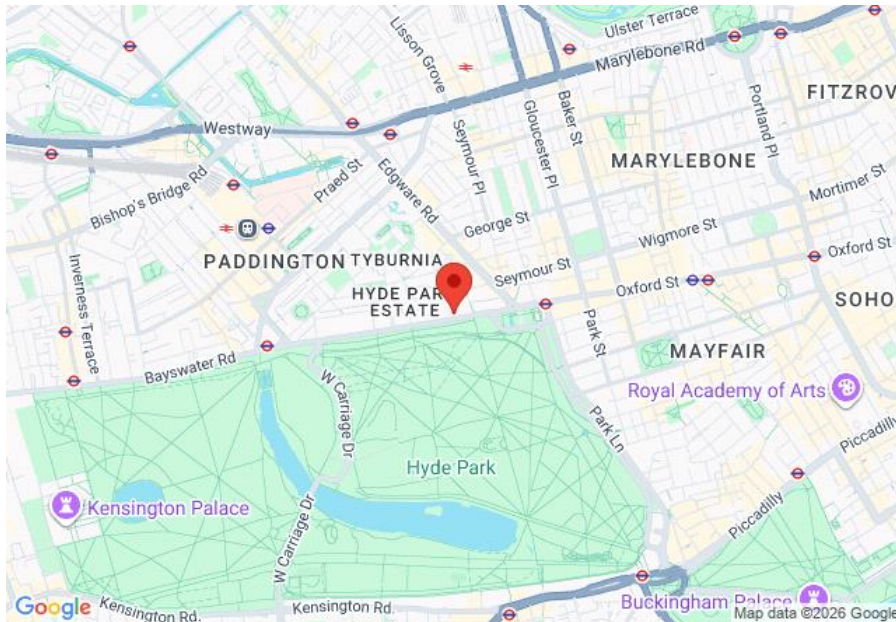 Ulster Terrace
Marylebone Rd
Lisson Grove
FITZROV
Portland Pl
Baker St
Gloucester Pl
Westway
Seymour Pl
MARYLEBONE
Edgware Rd
Praed St
Bishop's Bridge Rd
Mortimer St
George St
Wigmore St
Oxford St
PADDINGTON
TYBURNIA
Seymour St
Oxford St
Inverness Terrace
HYDE PAR
ESTATE
SOHO
Park St
MAYFAIR
Bayswater Rd
Royal Academy of Arts
W Carriage Dr
Park Ln
Piccadilly
Hyde Park
Kensington Palace
Piccadilly
W Carriage Dr
Buckingham Palace
Google
Kensington Rd.
Kensington Rd.
Map data ©2026 Google